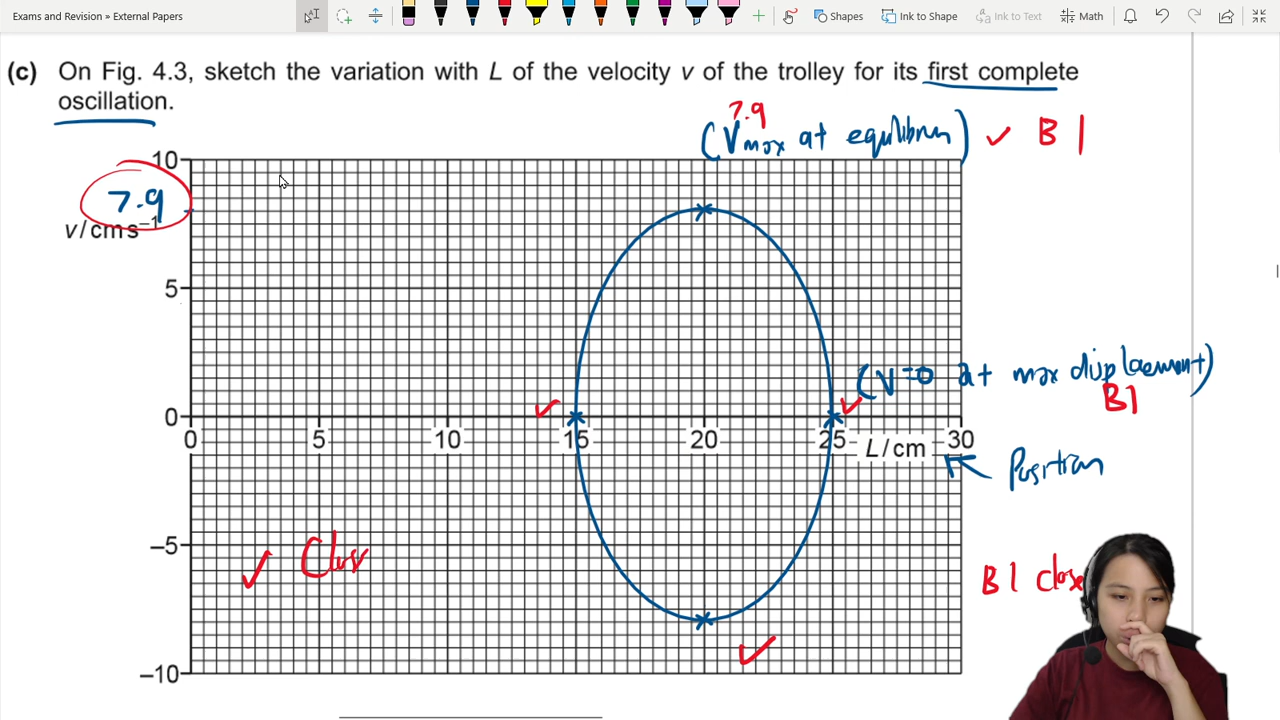 Exams and Revision » External Papers
Shapes
Ink to Shape
Ink to Text
Math
(c) On Fig. 4.3, sketch the variation with L of the velocity v of the trolley for its first complete
oscillation.
7.9
(Vmax at equlibrium) ✓ B1
10
7.9
v/cm s⁻¹
5
(V=0 at max displacement)
B1
0
0 5 10 15 20 25 30
L/cm
Position
–5
✓
B1 close
–10